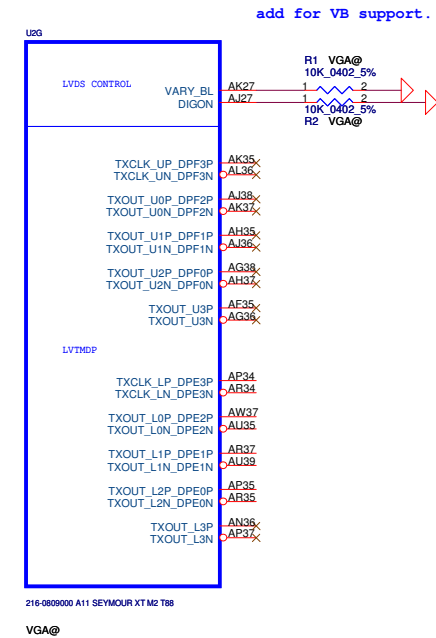 add for VB support.
U2G
R1 VGA@
10K_0402_5%
LVDS CONTROL
VARY_BL AK27 1 2
DIGON AJ27 1 2
10K_0402_5%
R2 VGA@
TXCLK_UP_DPF3P AK35
TXCLK_UN_DPF3N AL36
TXOUT_U0P_DPF2P AJ38
TXOUT_U0N_DPF2N AK37
TXOUT_U1P_DPF1P AH35
TXOUT_U1N_DPF1N AJ36
TXOUT_U2P_DPF0P AG38
TXOUT_U2N_DPF0N AH37
TXOUT_U3P AF35
TXOUT_U3N AG36
LVTMDP
TXCLK_LP_DPE3P AP34
TXCLK_LN_DPE3N AR34
TXOUT_L0P_DPE2P AW37
TXOUT_L0N_DPE2N AU35
TXOUT_L1P_DPE1P AR37
TXOUT_L1N_DPE1N AU39
TXOUT_L2P_DPE0P AP35
TXOUT_L2N_DPE0N AR35
TXOUT_L3P AN36
TXOUT_L3N AP37
216-0809000 A11 SEYMOUR XT M2 T88
VGA@